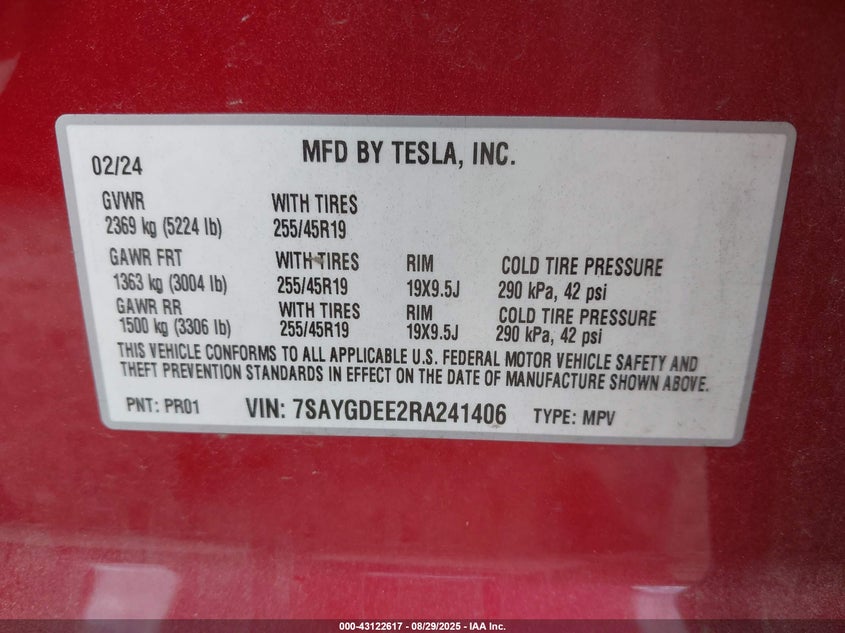 MFD BY TESLA, INC.
02/24
GVWR WITH TIRES
2369 kg (5224 lb) 255/45R19
GAWR FRT WITH TIRES RIM COLD TIRE PRESSURE
1363 kg (3004 lb) 255/45R19 19X9.5J 290 kPa, 42 psi
GAWR RR WITH TIRES RIM COLD TIRE PRESSURE
1500 kg (3306 lb) 255/45R19 19X9.5J 290 kPa, 42 psi
THIS VEHICLE CONFORMS TO ALL APPLICABLE U.S. FEDERAL MOTOR VEHICLE SAFETY AND
THEFT PREVENTION STANDARDS IN EFFECT ON THE DATE OF MANUFACTURE SHOWN ABOVE.
PNT: PR01 VIN: 7SAYGDEE2RA241406 TYPE: MPV
000-43122617 - 08/29/2025 - IAA Inc.